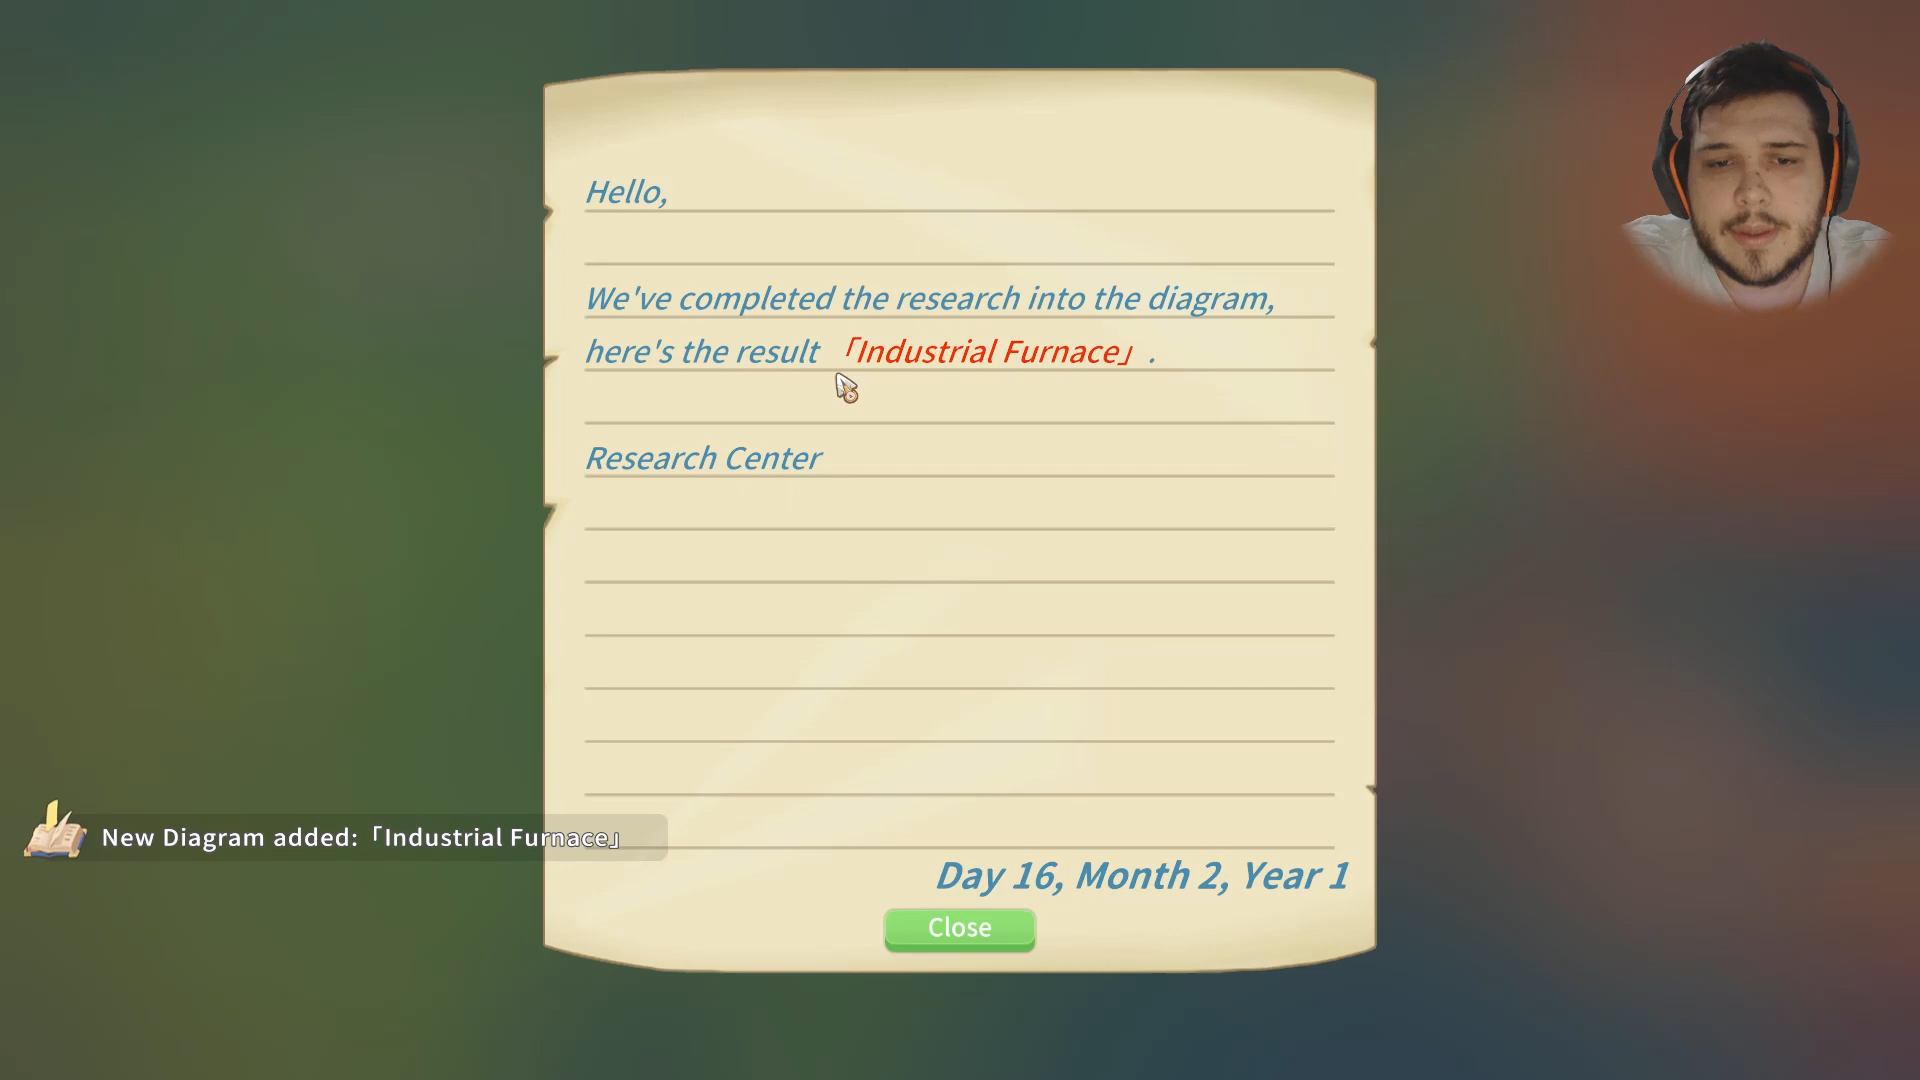 Hello,
We've completed the research into the diagram,
here's the result 「Industrial Furnace」 .
Research Center
New Diagram added:「Industrial Furnace」
Day 16, Month 2, Year 1
Close